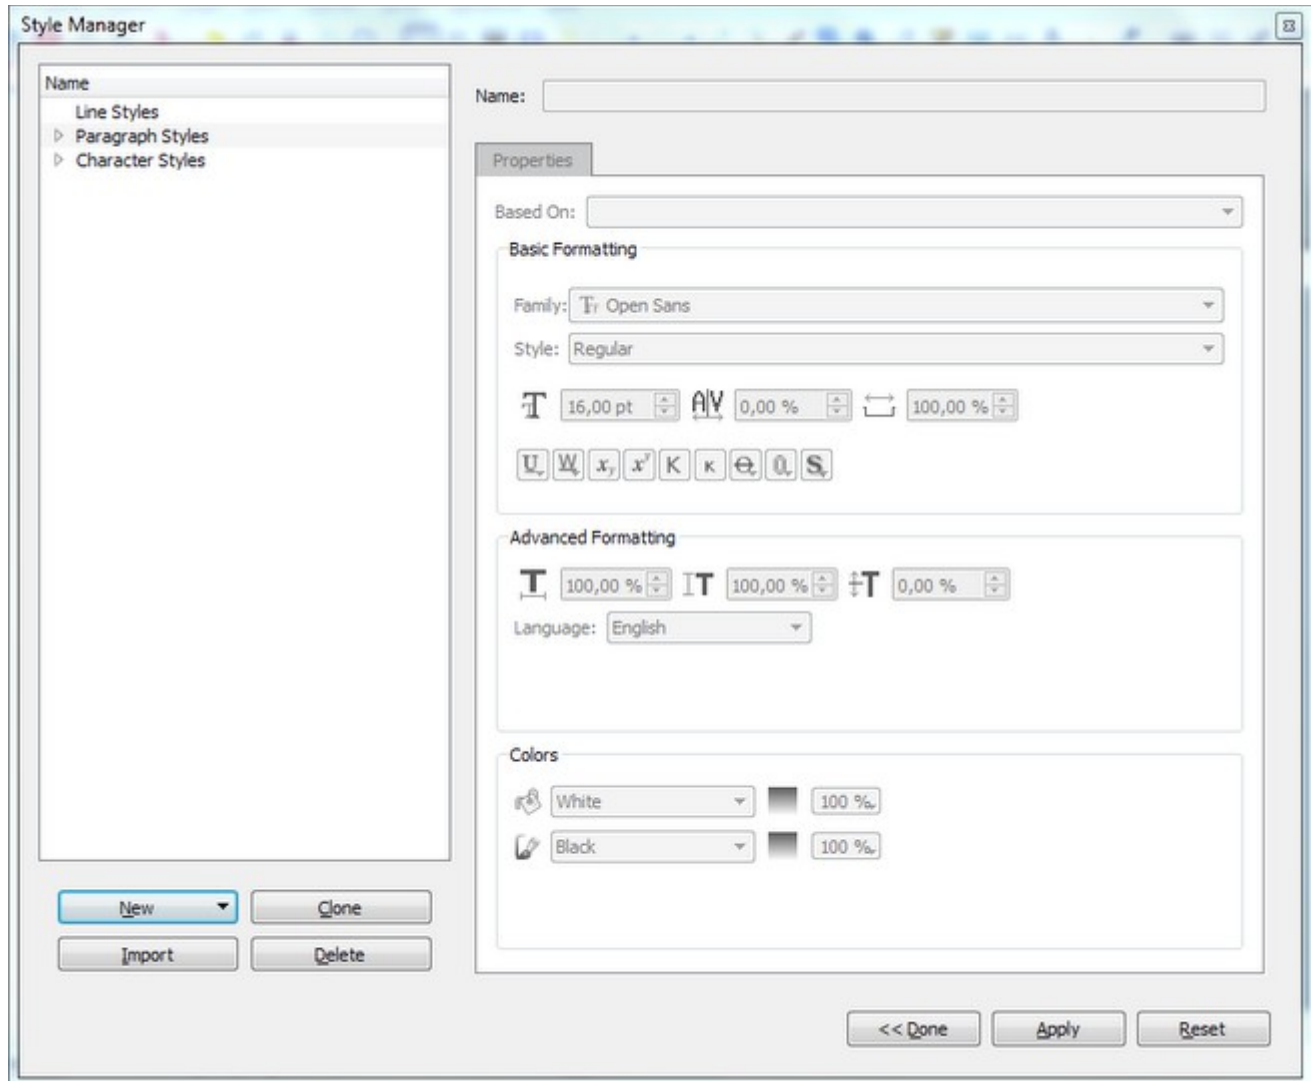 Style Manager
Name
Line Styles
Paragraph Styles
Character Styles
New
Clone
Import
Delete
Name:
Properties
Based On:
Basic Formatting
Family: Open Sans
Style: Regular
16,00 pt 0,00 % 100,00 %
Advanced Formatting
100,00 % 100,00 % 0,00 %
Language: English
Colors
White 100 %
Black 100 %
<< Done Apply Reset